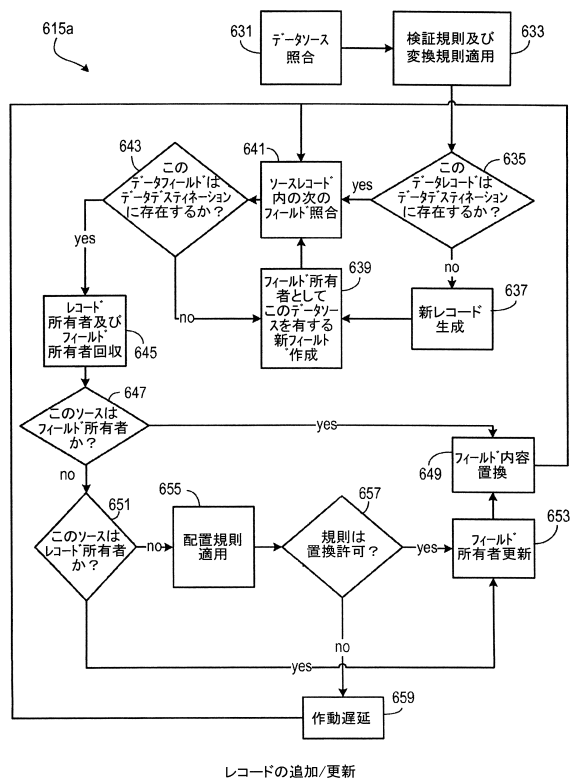 615a
631
データソース
照合
検証規則及び
変換規則適用
633
643
この
データフィールドは
データデスティネーション
に存在するか?
641
ソースレコード
内の次の
フィールド照合
yes
この
データレコードは
データデスティネーション
に存在するか?
635
yes
no
no
レコード
所有者及び
フィールド
所有者回収
645
フィールド所有
者として
このデータソー
スを有する
新フィールド
作成
639
新レコード
生成
637
647
このソースは
フィールド所有者
か?
yes
no
フィールド内容
置換
649
651
このソースは
レコード所有者
か?
no
655
配置規則
適用
657
規則は
置換許可?
yes
フィールド
所有者更新
653
no
yes
作動遅延
659
レコードの追加/更新